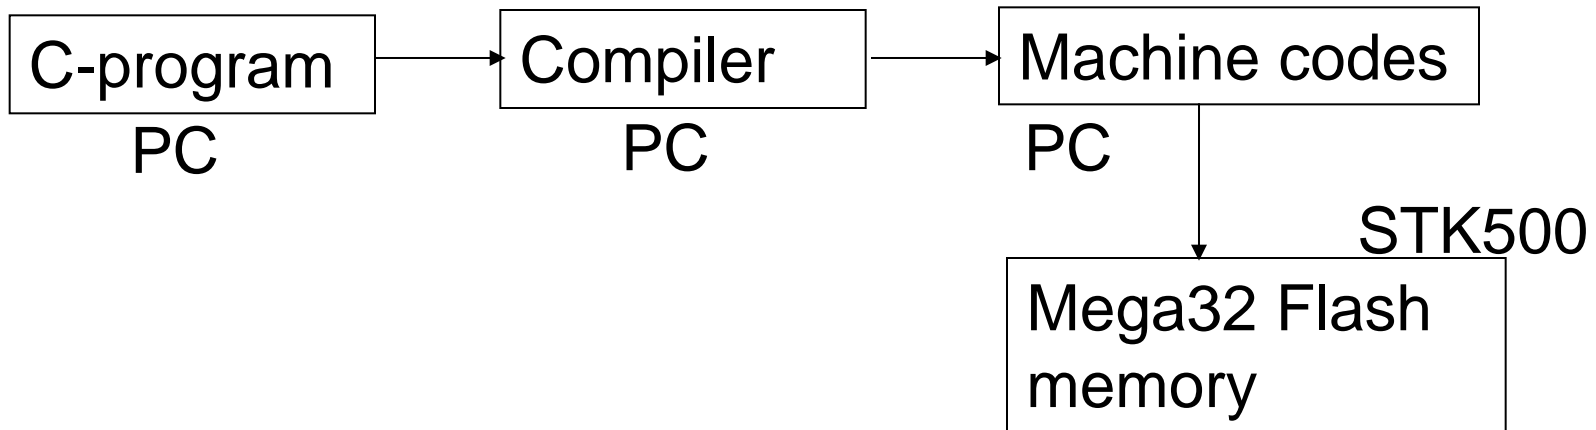 C-program
PC
Compiler
PC
Machine codes
PC
STK500
Mega32 Flash
memory